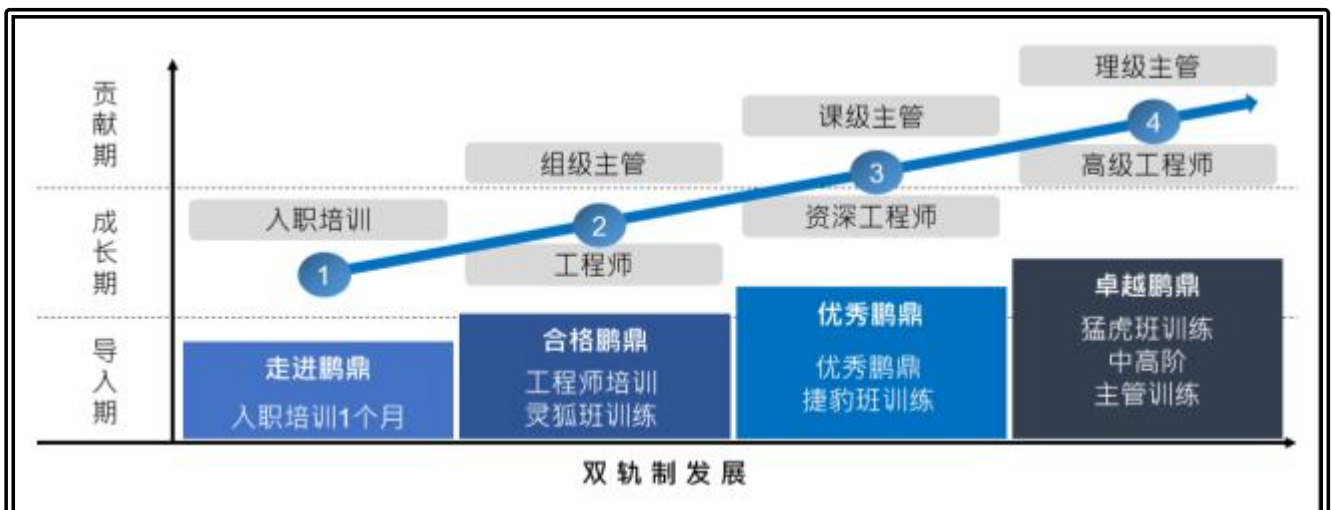 贡献期
成长期
导入期
入职培训
1
走进鹏鼎
入职培训1个月
组级主管
2
工程师
合格鹏鼎
工程师培训
灵狐班训练
课级主管
3
资深工程师
优秀鹏鼎
优秀鹏鼎
捷豹班训练
理级主管
4
高级工程师
卓越鹏鼎
猛虎班训练
中高阶
主管训练
双轨制发展